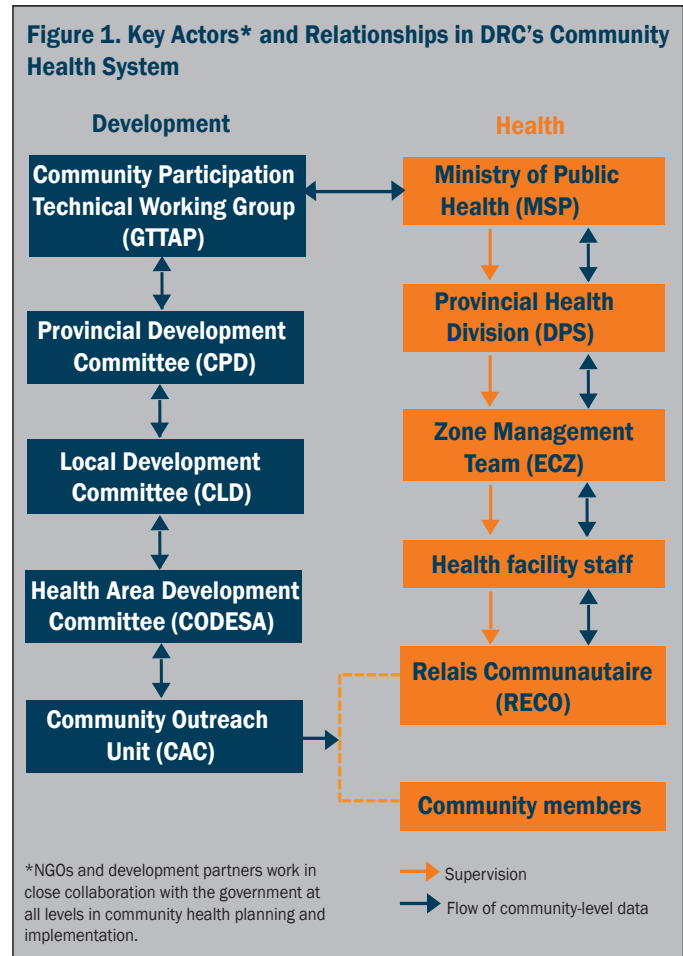 Figure 1. Key Actors* and Relationships in DRC’s Community
Health System
Development
Health
Community Participation
Technical Working Group
(GTTAP)
Ministry of Public
Health (MSP)
Provincial Development
Committee (CPD)
Provincial Health
Division (DPS)
Local Development
Committee (CLD)
Zone Management
Team (ECZ)
Health Area Development
Committee (CODESA)
Health facility staff
Community Outreach
Unit (CAC)
Relais Communautaire
(RECO)
Community members
*NGOs and development partners work in
close collaboration with the government at
all levels in community health planning and
implementation.
Supervision
Flow of community-level data